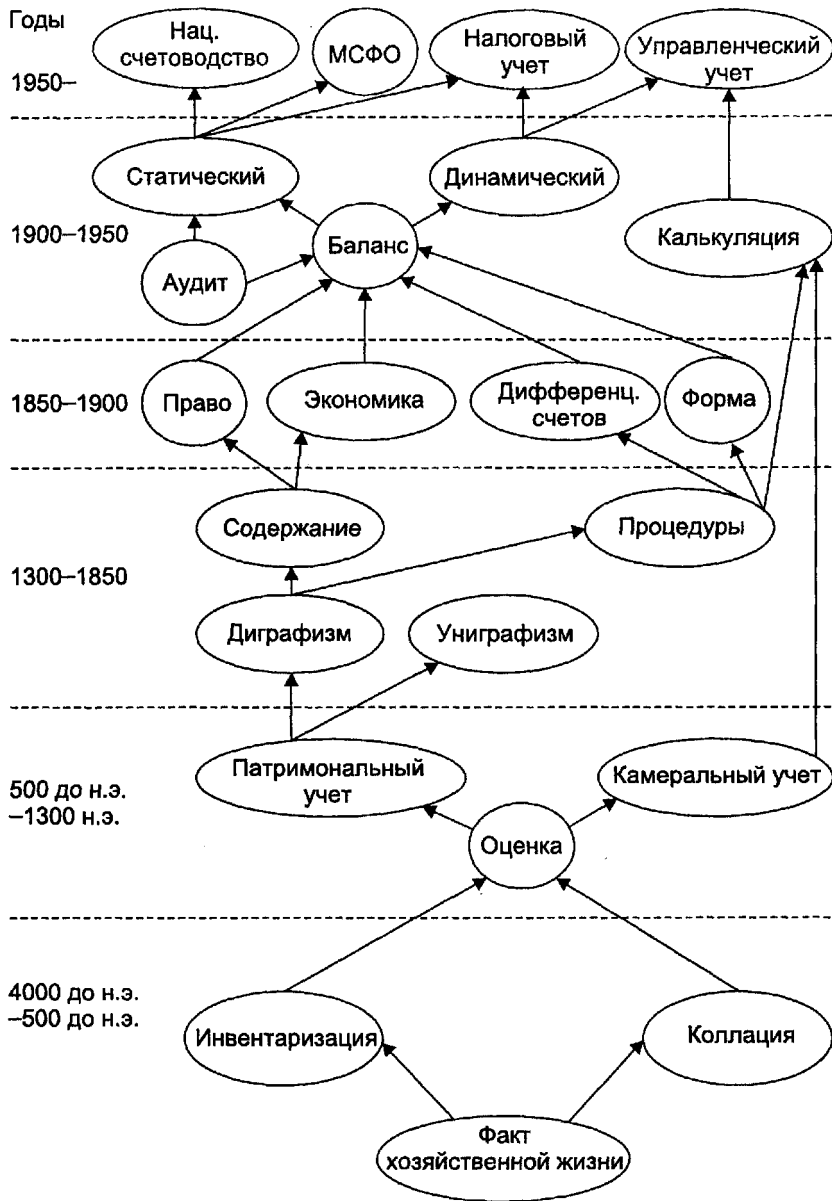 Годы
Нац.
счетоводство
МСФО
Налоговый
учет
Управленческий
учет
1950–
Статический
Динамический
1900–1950
Баланс
Калькуляция
Аудит
1850–1900
Право
Экономика
Дифференц.
счетов
Форма
Содержание
Процедуры
1300–1850
Диграфизм
Униграфизм
500 до н.э.
–1300 н.э.
Патримональный
учет
Камеральный учет
Оценка
4000 до н.э.
–500 до н.э.
Инвентаризация
Коллация
Факт
хозяйственной жизни